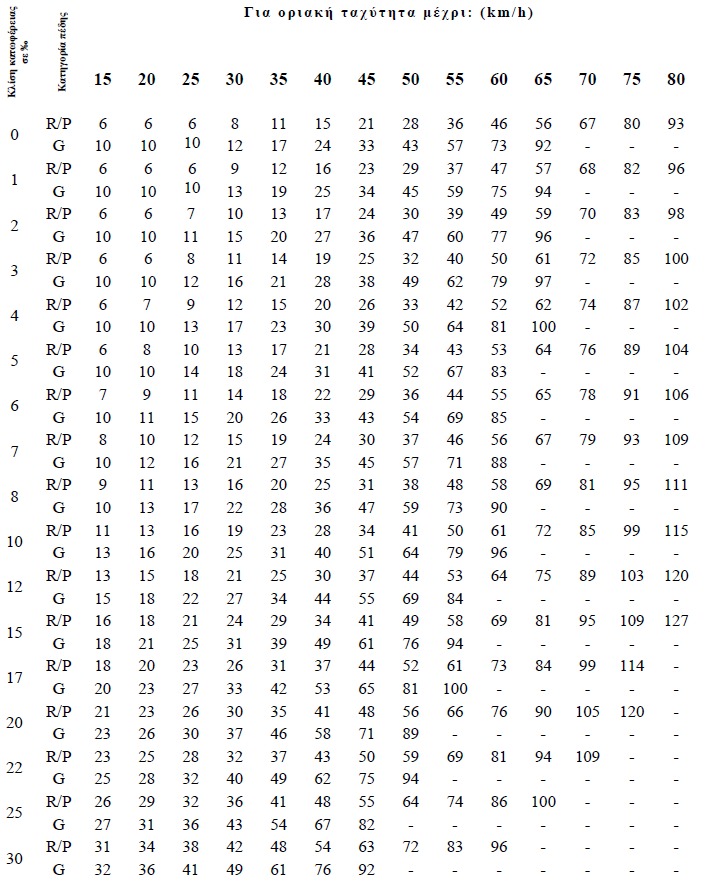 Για οριακή ταχύτητα μέχρι: (km/h)
Κλίση κατωφέρειας σε ‰ Κατηγορία πέδης 15 20 25 30 35 40 45 50 55 60 65 70 75 80
0 R/P 6 6 6 8 11 15 21 28 36 46 56 67 80 93
G 10 10 10 12 17 24 33 43 57 73 92 - - -
1 R/P 6 6 6 9 12 16 23 29 37 47 57 68 82 96
G 10 10 10 13 19 25 34 45 59 75 94 - - -
2 R/P 6 6 7 10 13 17 24 30 39 49 59 70 83 98
G 10 10 11 15 20 27 36 47 60 77 96 - - -
3 R/P 6 6 8 11 14 19 25 32 40 50 61 72 85 100
G 10 10 12 16 21 28 38 49 62 79 97 - - -
4 R/P 6 7 9 12 15 20 26 33 42 52 62 74 87 102
G 10 10 13 17 23 30 39 50 64 81 100 - - -
5 R/P 6 8 10 13 17 21 28 34 43 53 64 76 89 104
G 10 10 14 18 24 31 41 52 67 83 - - - -
6 R/P 7 9 11 14 18 22 29 36 44 55 65 78 91 106
G 10 11 15 20 26 33 43 54 69 85 - - - -
7 R/P 8 10 12 15 19 24 30 37 46 56 67 79 93 109
G 10 12 16 21 27 35 45 57 71 88 - - - -
8 R/P 9 11 13 16 20 25 31 38 48 58 69 81 95 111
G 10 13 17 22 28 36 47 59 73 90 - - - -
10 R/P 11 13 16 19 23 28 34 41 50 61 72 85 99 115
G 13 16 20 25 31 40 51 64 79 96 - - - -
12 R/P 13 15 18 21 25 30 37 44 53 64 75 89 103 120
G 15 18 22 27 34 44 55 69 84 - - - - -
15 R/P 16 18 21 24 29 34 41 49 58 69 81 95 109 127
G 18 21 25 31 39 49 61 76 94 - - - - -
17 R/P 18 20 23 26 31 37 44 52 61 73 84 99 114 -
G 20 23 27 33 42 53 65 81 100 - - - - -
20 R/P 21 23 26 30 35 41 48 56 66 76 90 105 120 -
G 23 26 30 37 46 58 71 89 - - - - - -
22 R/P 23 25 28 32 37 43 50 59 69 81 94 109 - -
G 25 28 32 40 49 62 75 94 - - - - - -
25 R/P 26 29 32 36 41 48 55 64 74 86 100 - - -
G 27 31 36 43 54 67 82 - - - - - - -
30 R/P 31 34 38 42 48 54 63 72 83 96 - - - -
G 32 36 41 49 61 76 92 - - - - - - -